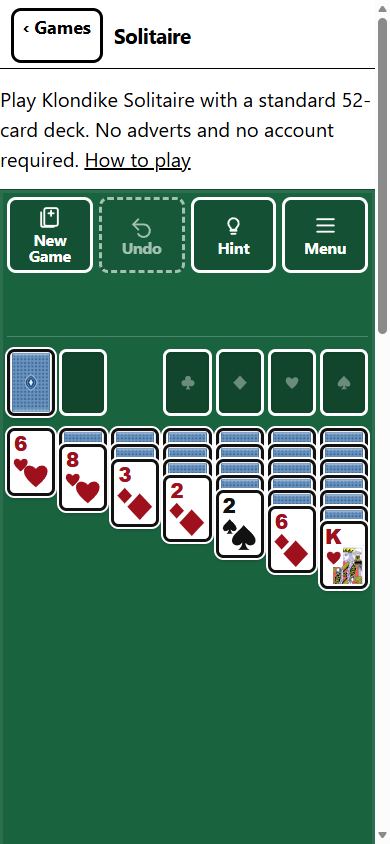 ‹ Games
Solitaire
Play Klondike Solitaire with a standard 52-
card deck. No adverts and no account
required. How to play
New
Game
Undo
Hint
Menu
6
8
3
2
2
6
K